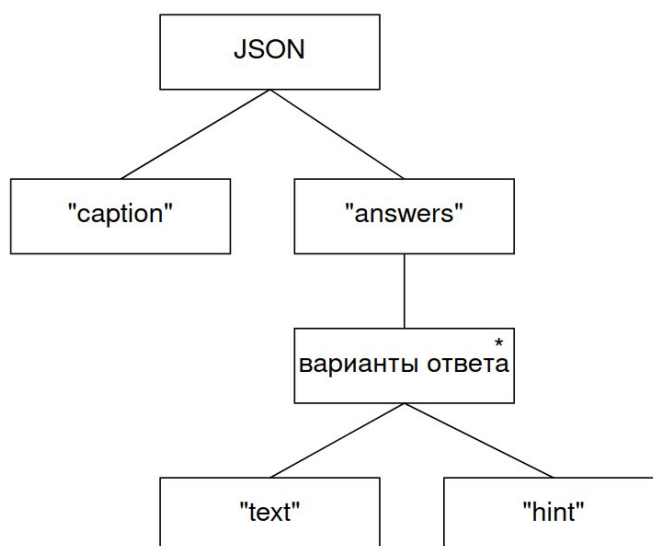 JSON
"caption"
"answers"
*
варианты ответа
"text"
"hint"